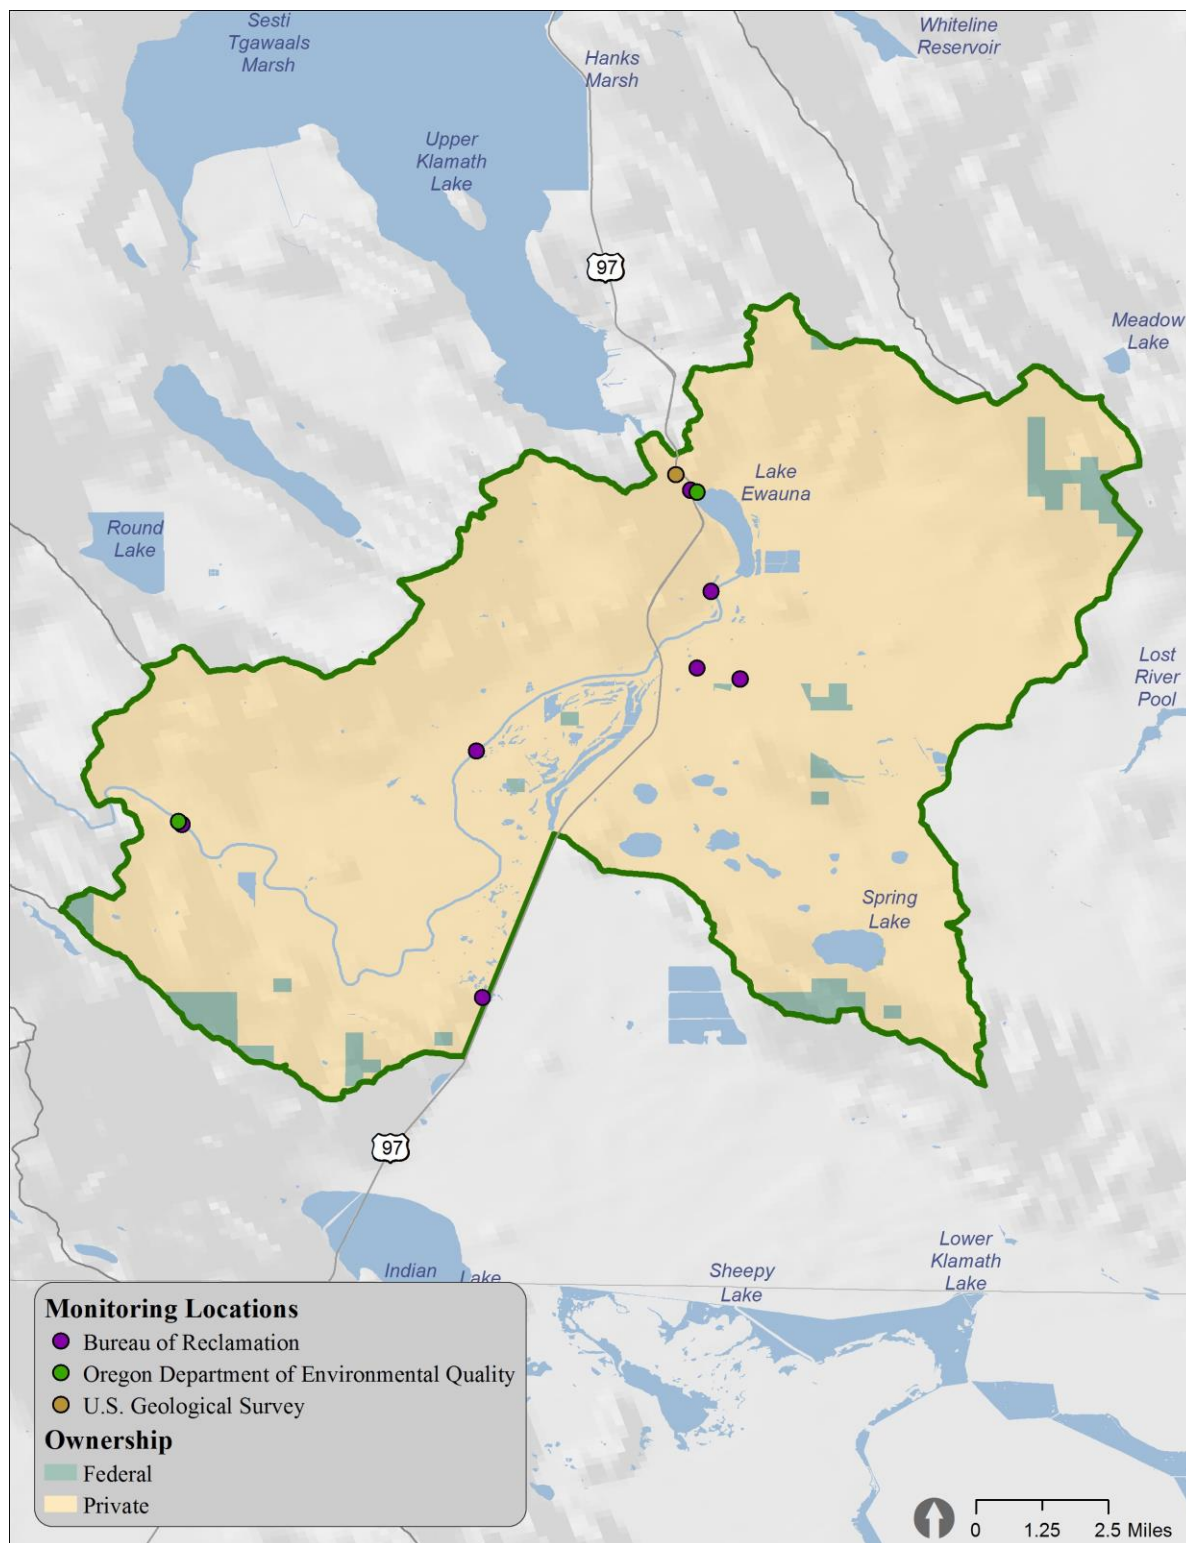 Sesti
Tgawaals
Marsh
Hanks
Marsh
Whiteline
Reservoir
Upper
Klamath
Lake
97
Meadow
Lake
Lake
Ewauna
Round
Lake
Lost
River
Pool
Spring
Lake
97
Indian Lake
Sheepy
Lake
Lower
Klamath
Lake
Monitoring Locations
Bureau of Reclamation
Oregon Department of Environmental Quality
U.S. Geological Survey
Ownership
Federal
Private
0 1.25 2.5 Miles